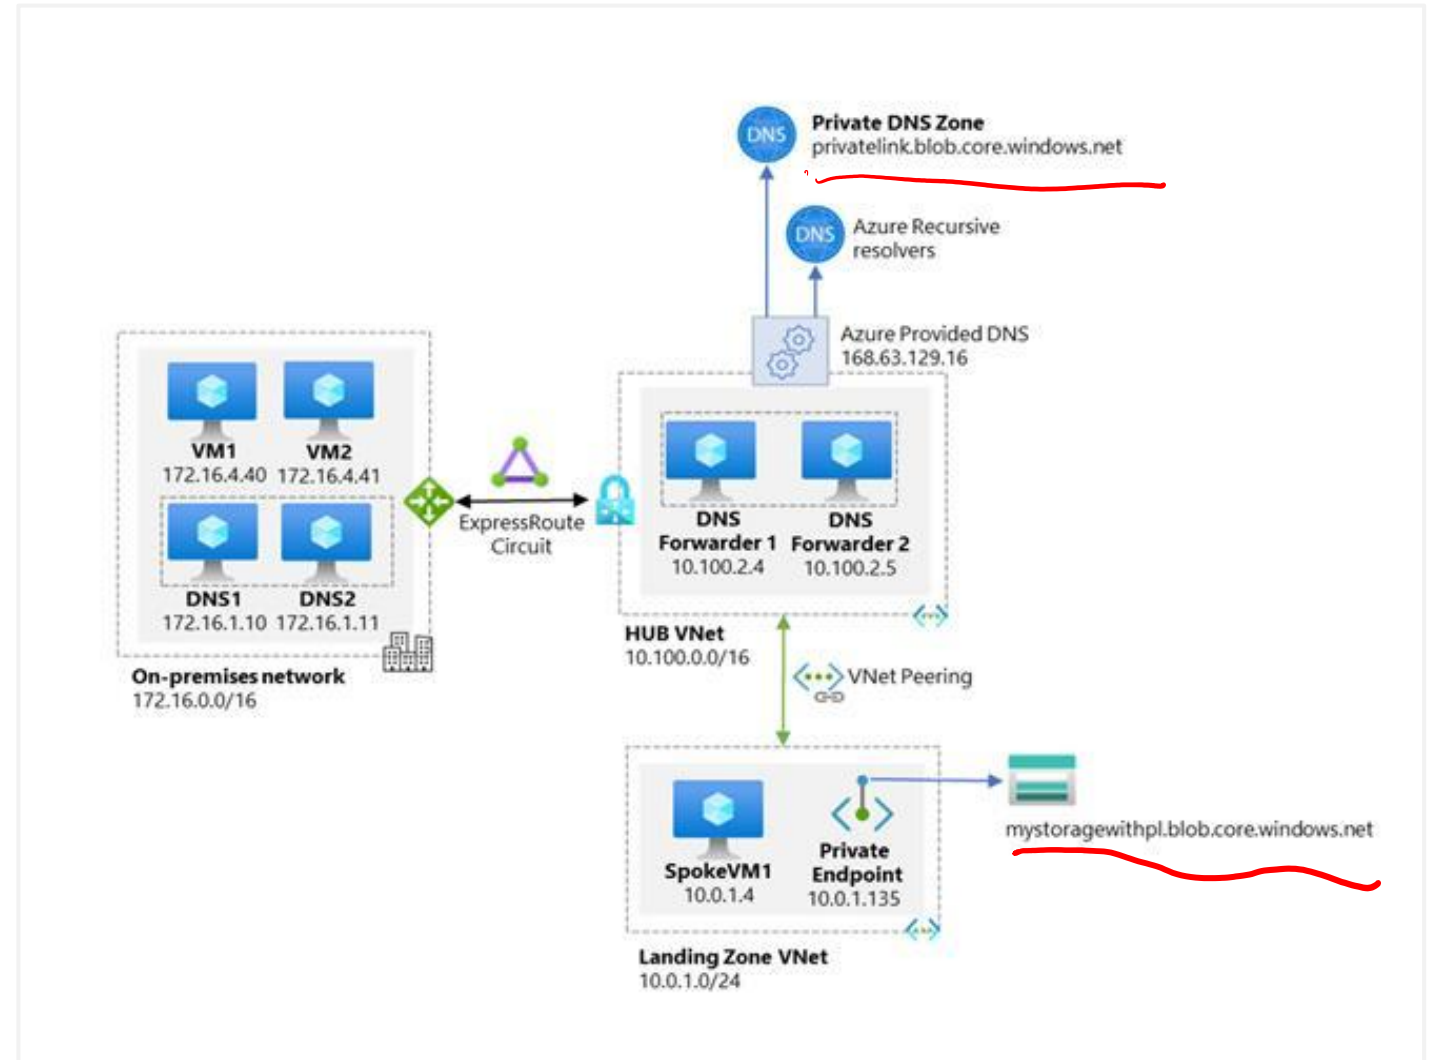 DNS
Private DNS Zone
privatelink.blob.core.windows.net
DNS
Azure Recursive
resolvers
Azure Provided DNS
168.63.129.16
VM1
172.16.4.40
VM2
172.16.4.41
DNS1
172.16.1.10
DNS2
172.16.1.11
On-premises network
172.16.0.0/16
ExpressRoute
Circuit
DNS
Forwarder 1
10.100.2.4
DNS
Forwarder 2
10.100.2.5
HUB VNet
10.100.0.0/16
VNet Peering
SpokeVM1
10.0.1.4
Private
Endpoint
10.0.1.135
mystoragewithpl.blob.core.windows.net
Landing Zone VNet
10.0.1.0/24